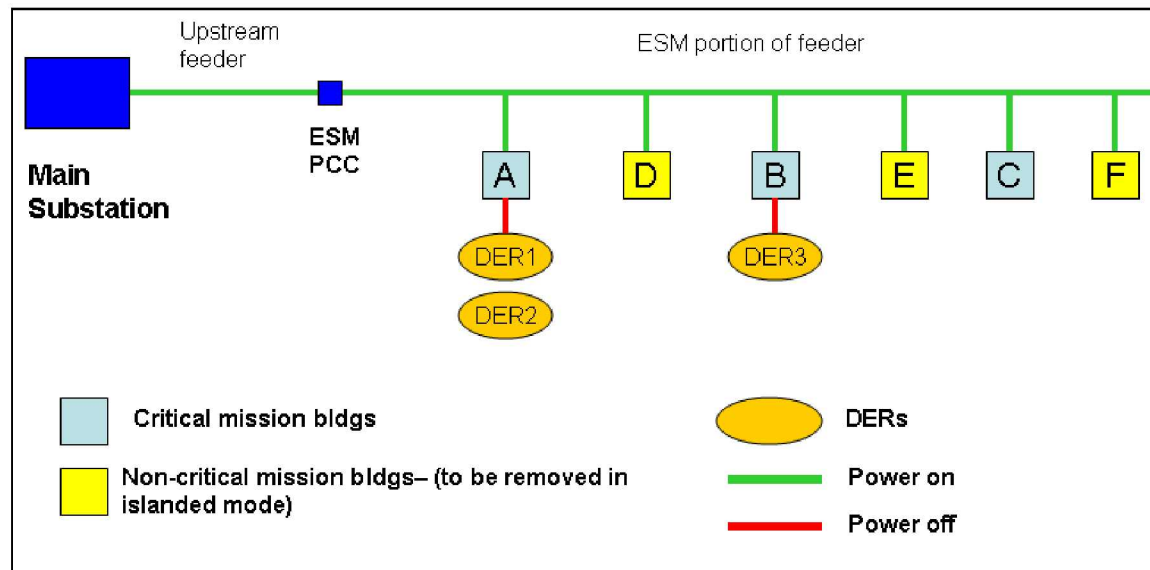 Upstream
feeder
ESM portion of feeder
ESM
PCC
Main
Substation
A
D
B
E
C
F
DER1
DER3
DER2
Critical mission bldgs
DERs
Non-critical mission bldgs– (to be removed in
islanded mode)
Power on
Power off